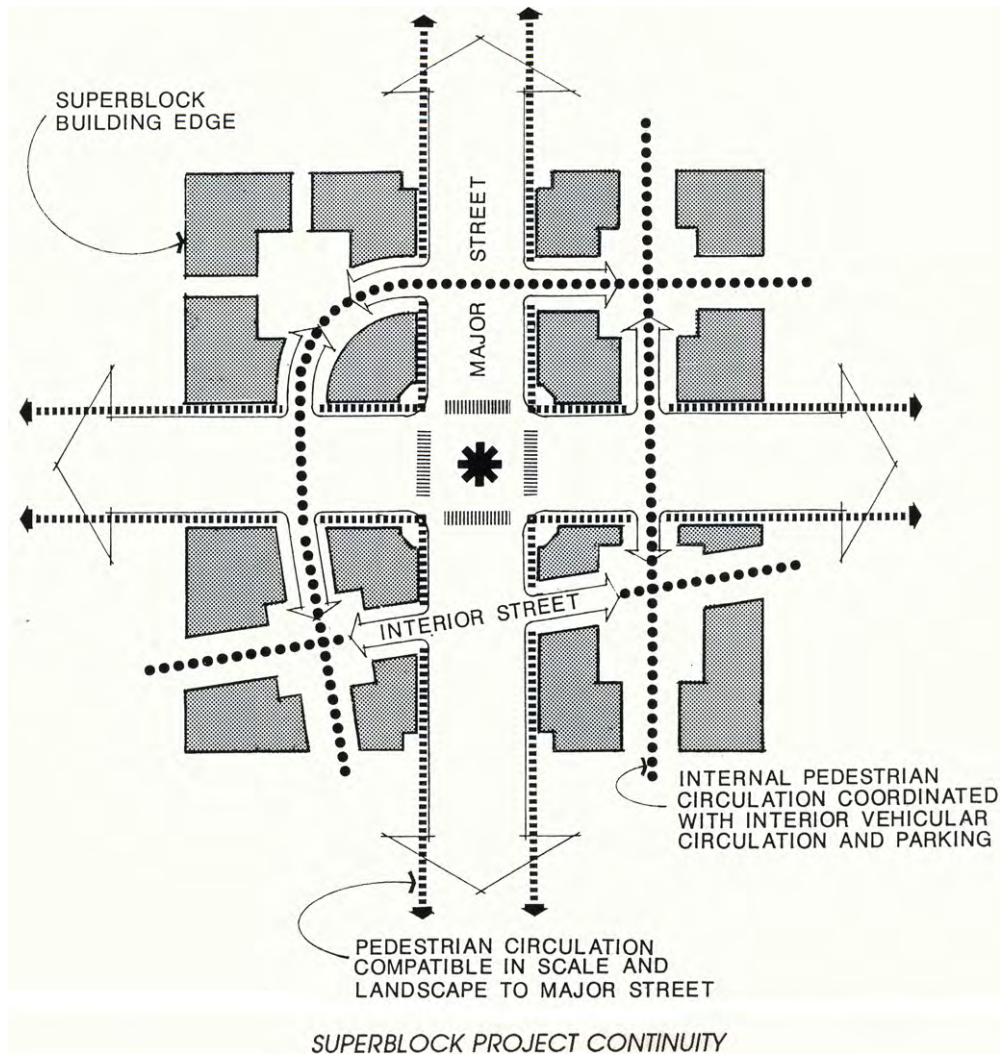 SUPERBLOCK
BUILDING EDGE
MAJOR STREET
INTERIOR STREET
INTERNAL PEDESTRIAN
CIRCULATION COORDINATED
WITH INTERIOR VEHICULAR
CIRCULATION AND PARKING
PEDESTRIAN CIRCULATION
COMPATIBLE IN SCALE AND
LANDSCAPE TO MAJOR STREET
SUPERBLOCK PROJECT CONTINUITY